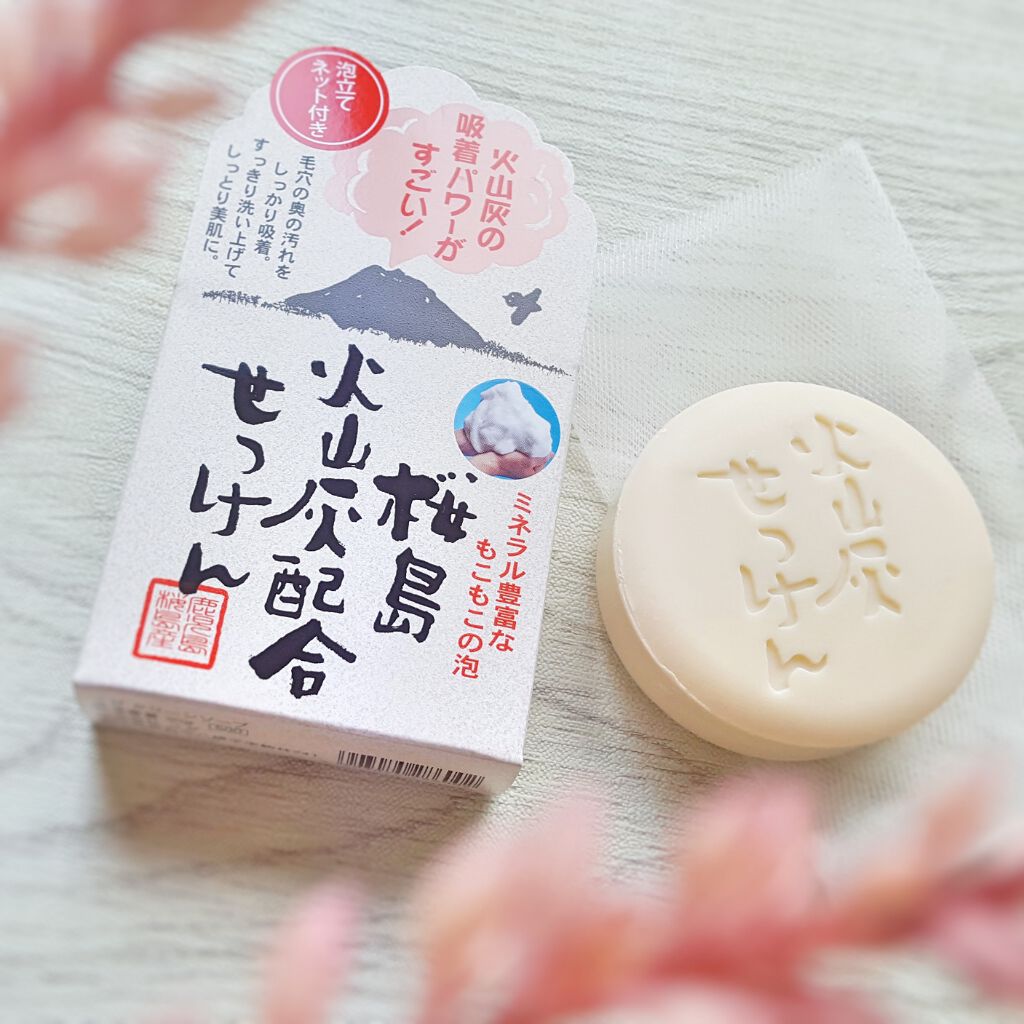 泡立て
ネット付き
火山灰の
吸着パワーが
すごい!
毛穴の奥の汚れを
しっかり吸着。
すっきり洗い上げて
しっとり美肌に。
桜島
火山灰配合
せっけん
ミネラル豊富な
もこもこの泡
鹿児島
桜島産
火山灰
せっけん